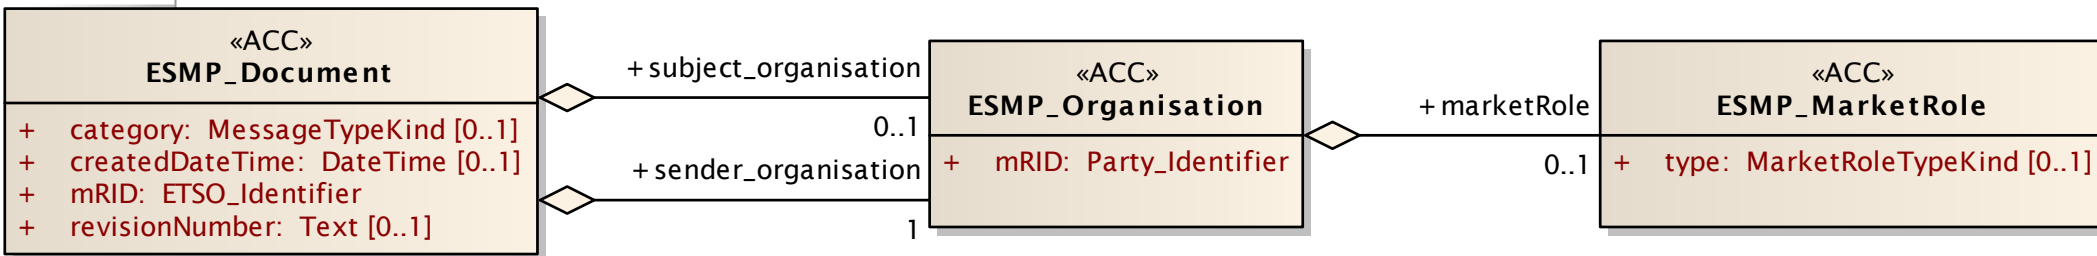 «ACC»
ESMP_Document
+ category: MessageTypeKind [0..1]
+ createdDateTime: DateTime [0..1]
+ mRID: ETSO_Identifier
+ revisionNumber: Text [0..1]
+subject_organisation
0..1
+sender_organisation
1
«ACC»
ESMP_Organisation
+ mRID: Party_Identifier
+marketRole
0..1
«ACC»
ESMP_MarketRole
+ type: MarketRoleTypeKind [0..1]